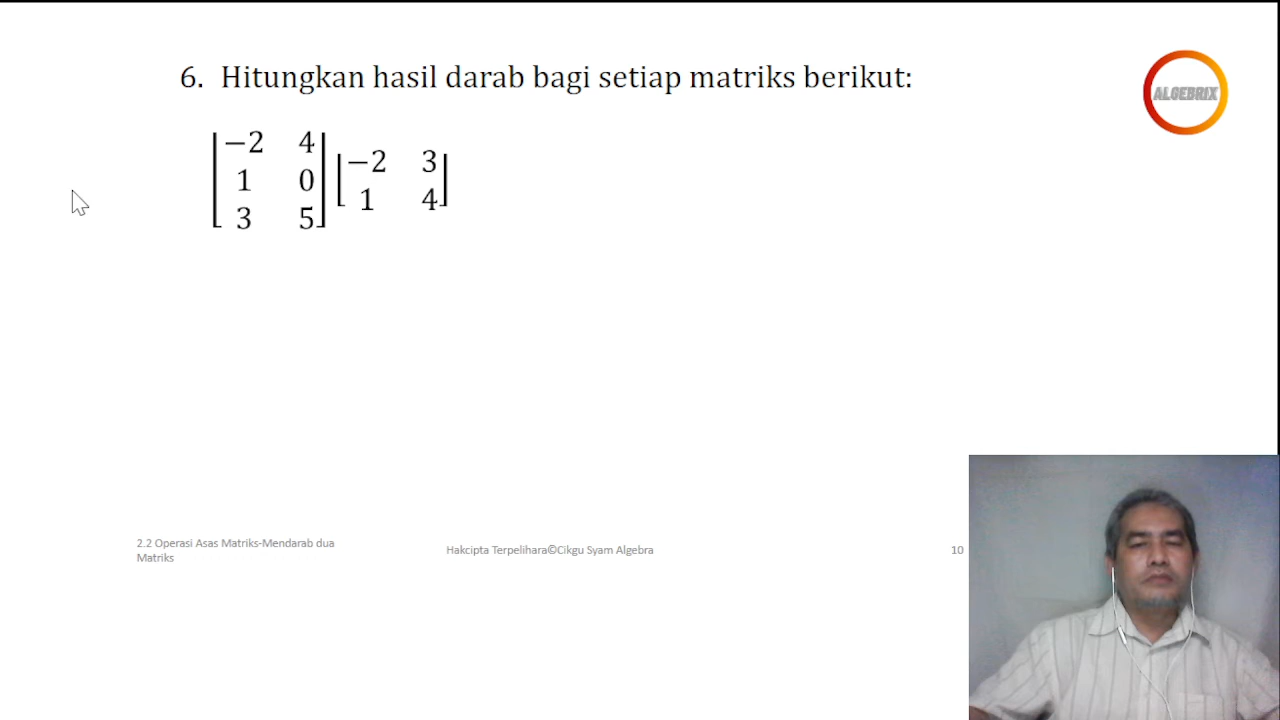 6. Hitungkan hasil darab bagi setiap matriks berikut:
ALGEBRIX
−2 4
1 0
3 5
−2 3
1 4
2.2 Operasi Asas Matriks-Mendarab dua
Matriks
Hakcipta Terpelihara©Cikgu Syam Algebra
10